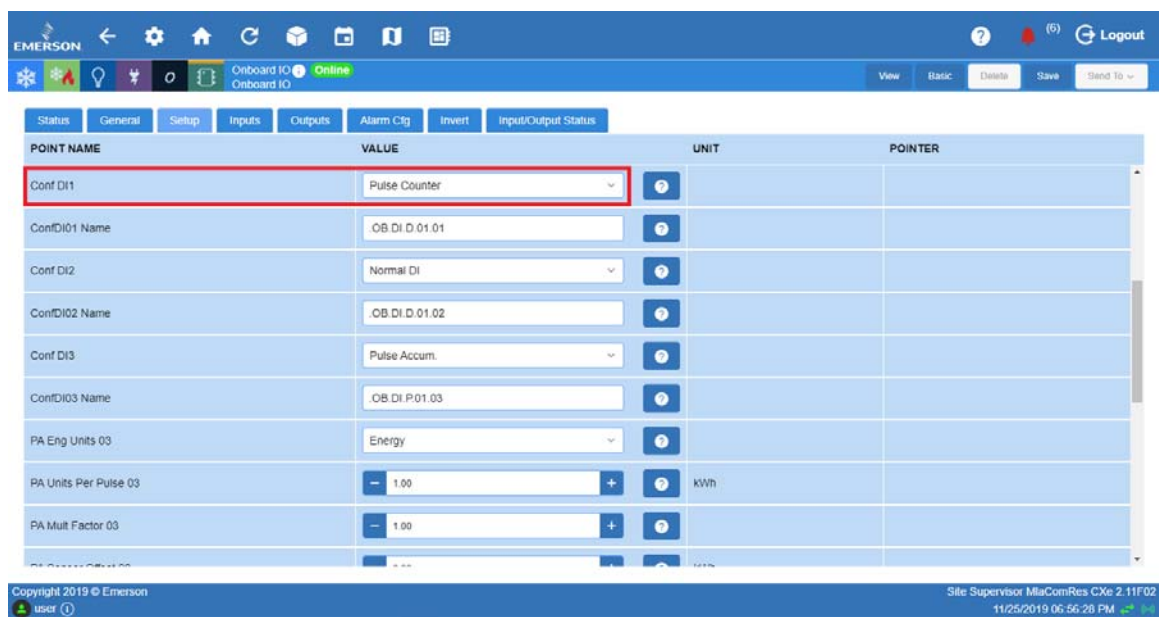 EMERSON (6) Logout
Onboard IO Online View Basic Delete Save Send To
Onboard IO
Status General Setup Inputs Outputs Alarm Cfg Invert Input/Output Status
POINT NAME VALUE UNIT POINTER
Conf DI1 Pulse Counter
ConfDI01 Name .OB.DI.D.01.01
Conf DI2 Normal DI
ConfDI02 Name .OB.DI.D.01.02
Conf DI3 Pulse Accum.
ConfDI03 Name .OB.DI.P.01.03
PA Eng Units 03 Energy
PA Units Per Pulse 03 − 1.00 + kWh
PA Mult Factor 03 − 1.00 +
Copyright 2019 © Emerson Site Supervisor MlaComRes CXe 2.11F02
user 11/25/2019 06:56:28 PM